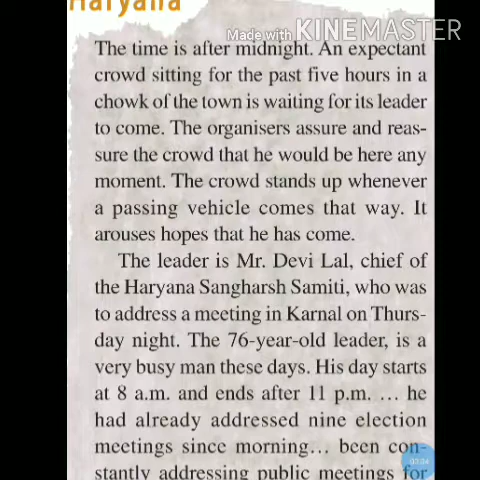 Haryana
Made with KINEMASTER
The time is after midnight. An expectant
crowd sitting for the past five hours in a
chowk of the town is waiting for its leader
to come. The organisers assure and reas-
sure the crowd that he would be here any
moment. The crowd stands up whenever
a passing vehicle comes that way. It
arouses hopes that he has come.
The leader is Mr. Devi Lal, chief of
the Haryana Sangharsh Samiti, who was
to address a meeting in Karnal on Thurs-
day night. The 76-year-old leader, is a
very busy man these days. His day starts
at 8 a.m. and ends after 11 p.m. … he
had already addressed nine election
meetings since morning… been con-
stantly addressing public meetings for
03:04